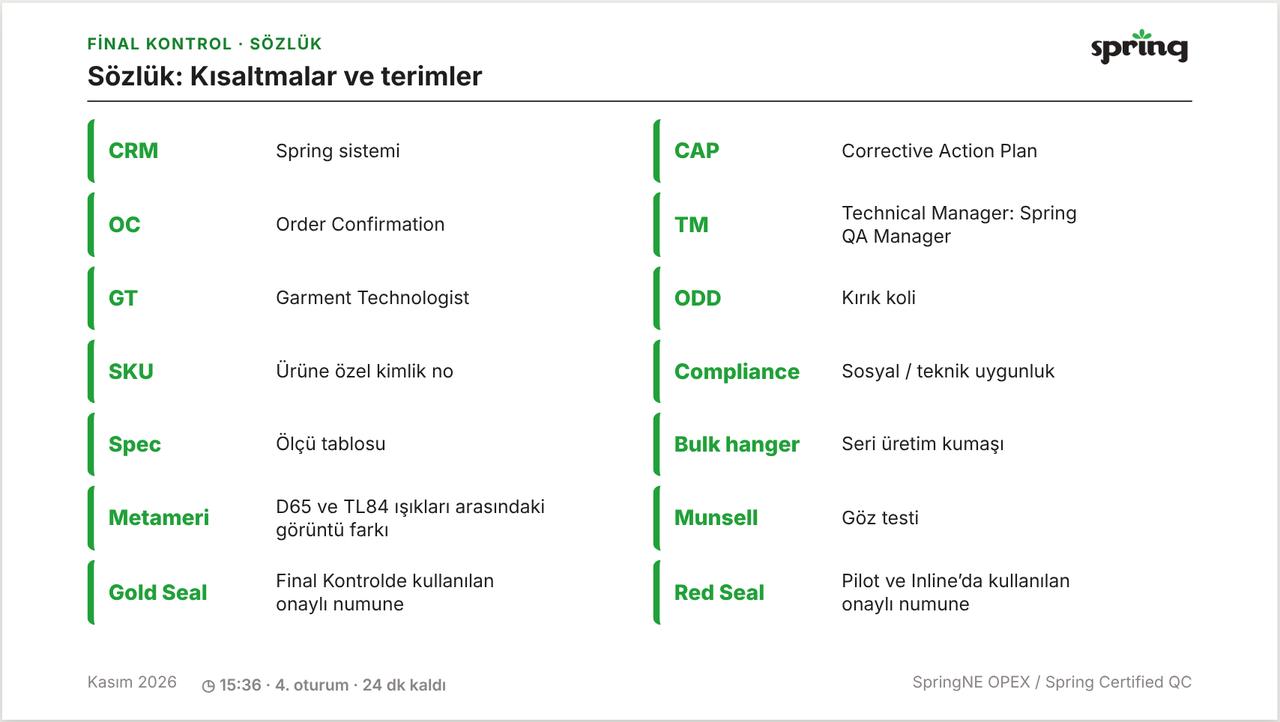 FİNAL KONTROL · SÖZLÜK
Sözlük: Kısaltmalar ve terimler
spring
CRM
Spring sistemi
OC
Order Confirmation
GT
Garment Technologist
SKU
Ürüne özel kimlik no
Spec
Ölçü tablosu
Metameri
D65 ve TL84 ışıkları arasındaki
görüntü farkı
Gold Seal
Final Kontrolde kullanılan
onaylı numune
CAP
Corrective Action Plan
TM
Technical Manager: Spring
QA Manager
ODD
Kırık koli
Compliance
Sosyal / teknik uygunluk
Bulk hanger
Seri üretim kumaşı
Munsell
Göz testi
Red Seal
Pilot ve Inline’da kullanılan
onaylı numune
Kasım 2026
15:36 · 4. oturum · 24 dk kaldı
SpringNE OPEX / Spring Certified QC